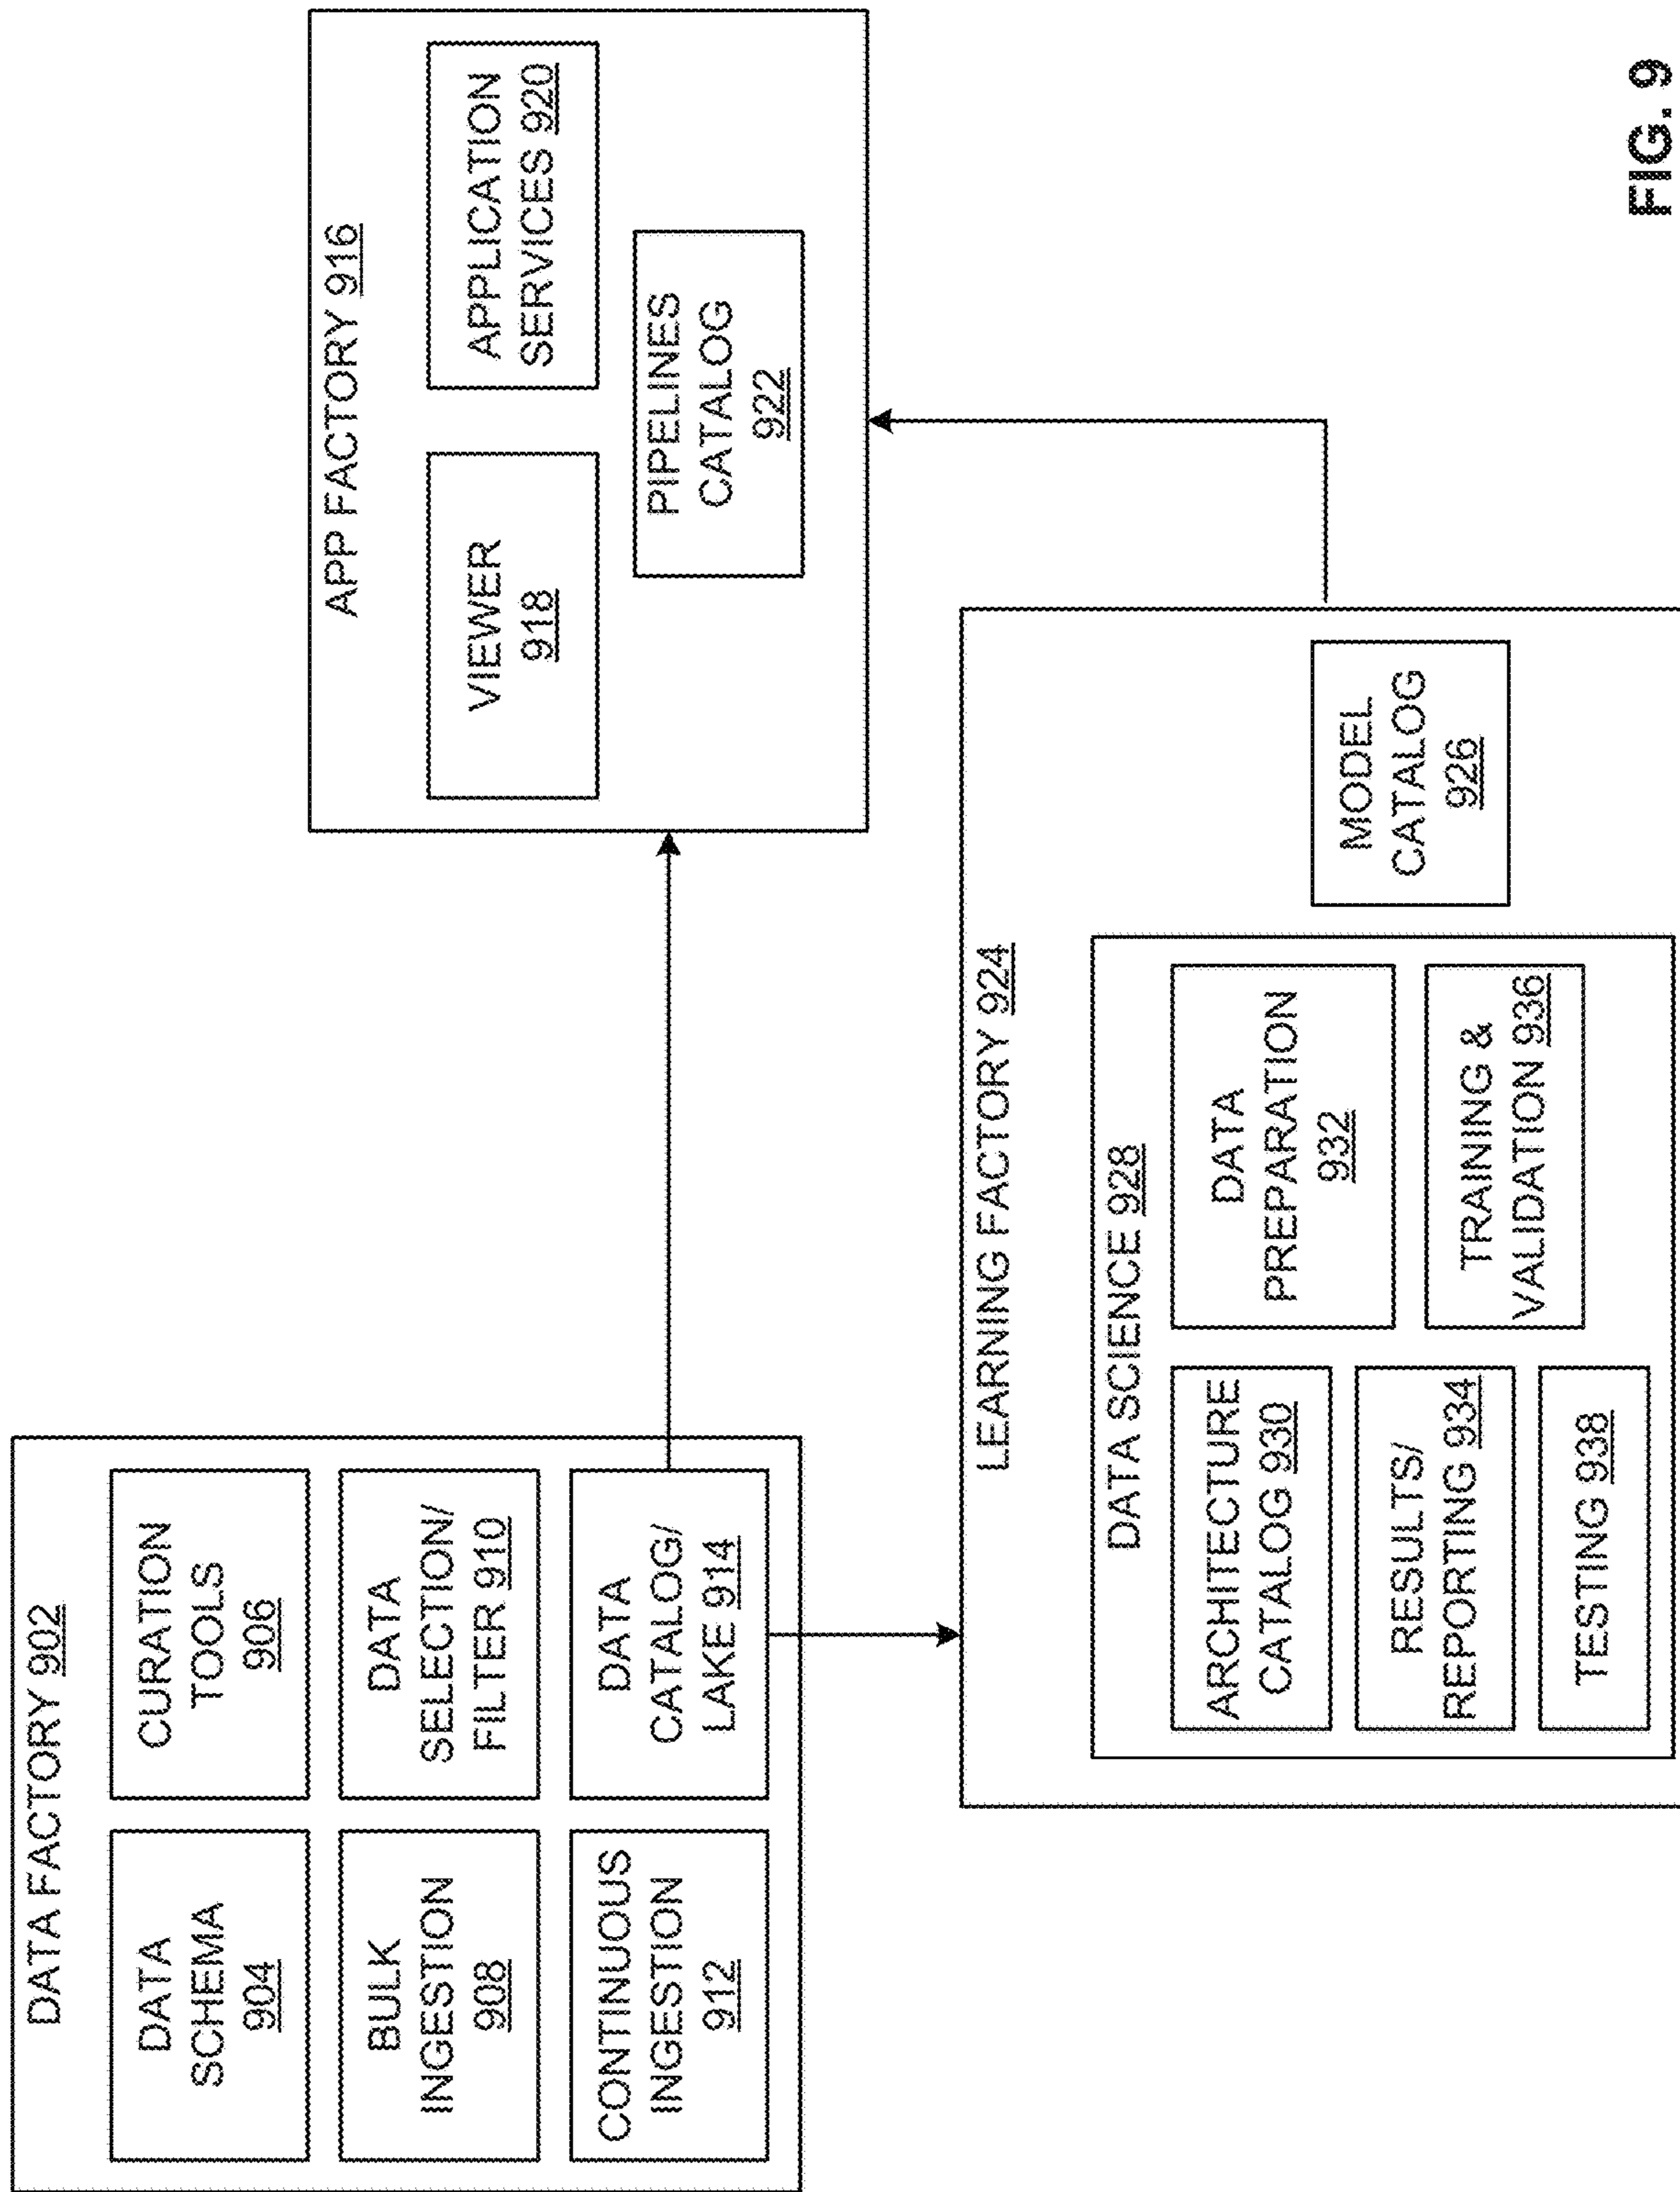 DATA FACTORY 902
DATA
SCHEMA
904
CURATION
TOOLS
906
BULK
INGESTION
908
DATA
SELECTION/
FILTER 910
CONTINUOUS
INGESTION
912
DATA
CATALOG/
LAKE 914
APP FACTORY 916
VIEWER
918
APPLICATION
SERVICES 920
PIPELINES
CATALOG
922
LEARNING FACTORY 924
DATA SCIENCE 928
ARCHITECTURE
CATALOG 930
DATA
PREPARATION
932
RESULTS/
REPORTING 934
TRAINING &
VALIDATION 936
TESTING 938
MODEL
CATALOG
926
FIG. 9